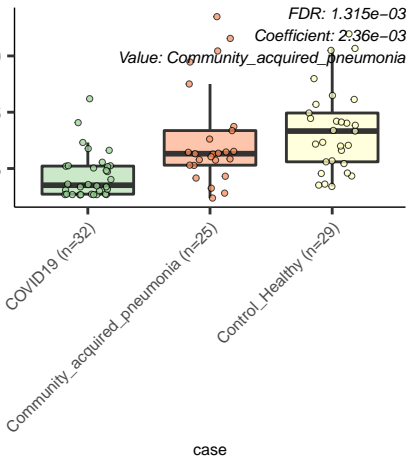 FDR: 1.315e−03
Coefficient: 2.36e−03
Value: Community_acquired_pneumonia
COVID19 (n=32)
Community_acquired_pneumonia (n=25)
Control_Healthy (n=29)
case